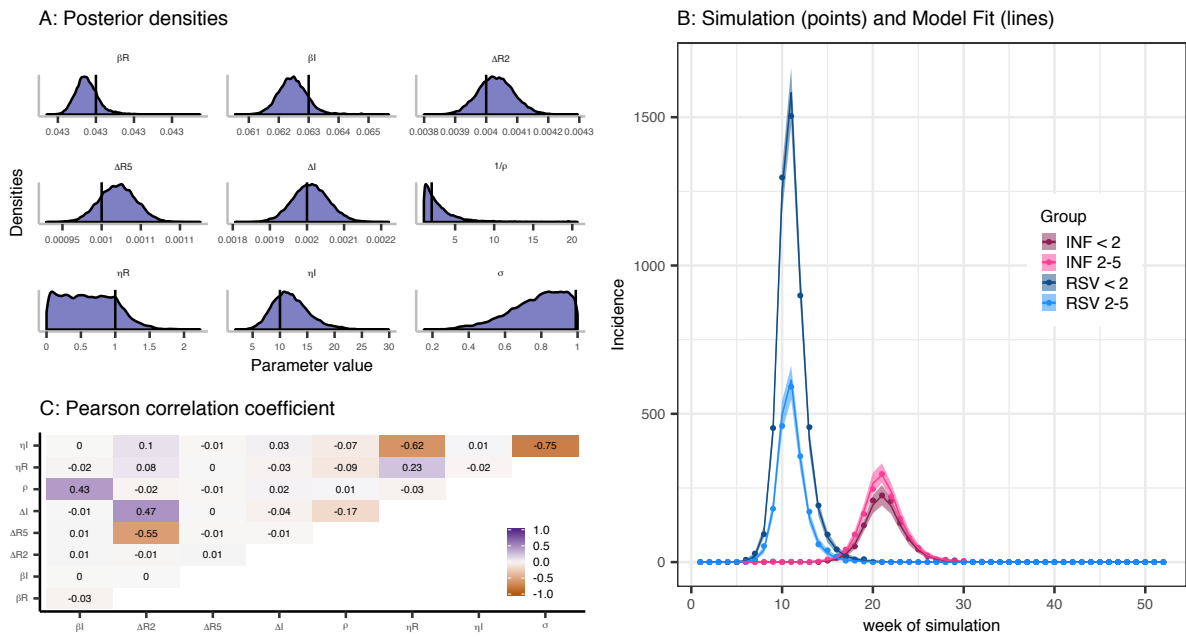 A: Posterior densities
βR
βI
ΔR2
0.043 0.043 0.043 0.043
0.061 0.062 0.063 0.064 0.065
0.0038 0.0039 0.004 0.0041 0.0042 0.0043
ΔR5
ΔI
1/ρ
0.00095 0.001 0.0011 0.0011
0.0018 0.0019 0.002 0.0021 0.0022
5 10 15 20
ηR
ηI
σ
0 1 2
5 10 15 20 25 30
0.2 0.4 0.6 0.8 1
Densities
Parameter value
B: Simulation (points) and Model Fit (lines)
1500
1000
500
0
0 10 20 30 40 50
Incidence
week of simulation
Group
INF < 2
INF 2-5
RSV < 2
RSV 2-5
C: Pearson correlation coefficient
ηI 0 0.1 -0.01 0.03 -0.07 -0.62 0.01 -0.75
ηR -0.02 0.08 0 -0.03 -0.09 0.23 -0.02
ρ 0.43 -0.02 -0.01 0.02 0.01 -0.03
ΔI -0.01 0.47 0 -0.04 -0.17
ΔR5 0.01 -0.55 -0.01 -0.01
ΔR2 0.01 -0.01 0.01
βI 0 0
βR -0.03
βI ΔR2 ΔR5 ΔI ρ ηR ηI σ
1.0
0.5
0.0
-0.5
-1.0